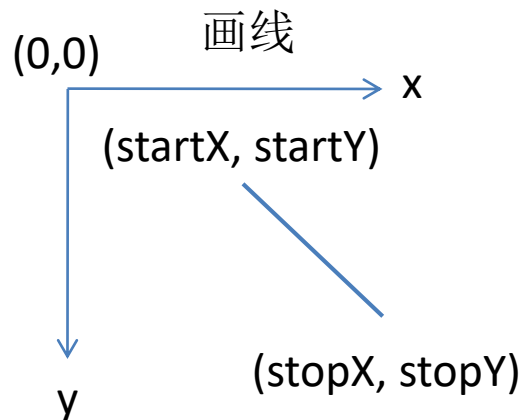 画线
(0,0)
x
(startX, startY)
(stopX, stopY)
y